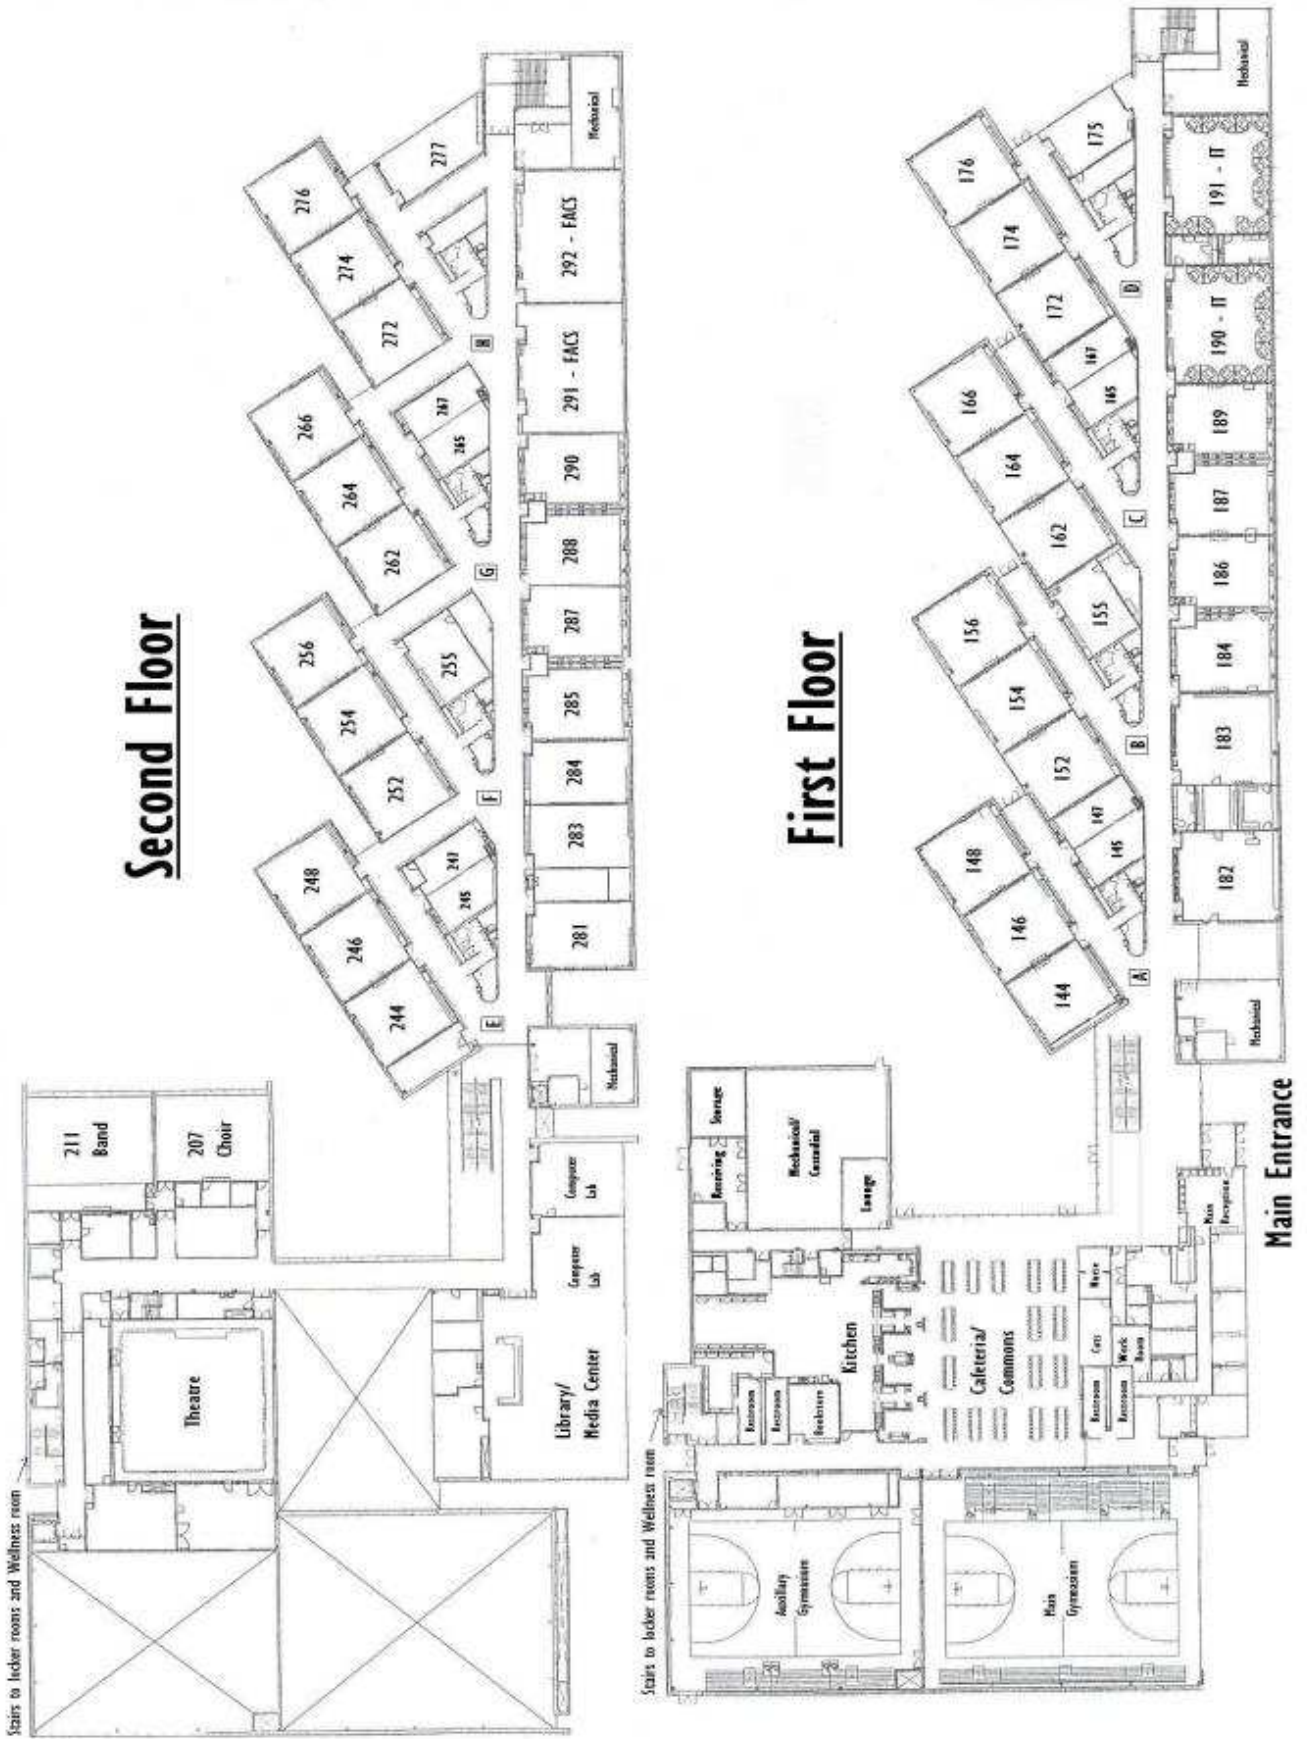 Second Floor
Stairs to locker rooms and Wellness room
211
Band
207
Choir
Theatre
Library/
Media Center
Computer
Lab
Computer
Lab
Mechanical
244
246
248
245
247
E
252
254
256
255
F
262
264
266
265
267
G
272
274
276
277
H
281
283
284
285
287
288
290
291 - FACS
292 - FACS
Mechanical
First Floor
Stairs to locker rooms and Wellness room
Auxiliary
Gymnasium
Main
Gymnasium
Restroom
Restroom
Bookstore
Kitchen
Cafeteria/
Commons
Receiving
Storage
Mechanical/
Custodial
Lounge
Restroom
Restroom
Cots
Work
Room
Nurse
Main
Reception
Main Entrance
Mechanical
144
146
148
145
147
A
152
154
156
155
B
162
164
166
165
167
C
172
174
176
175
D
182
183
184
186
187
189
190 - IT
191 - IT
Mechanical